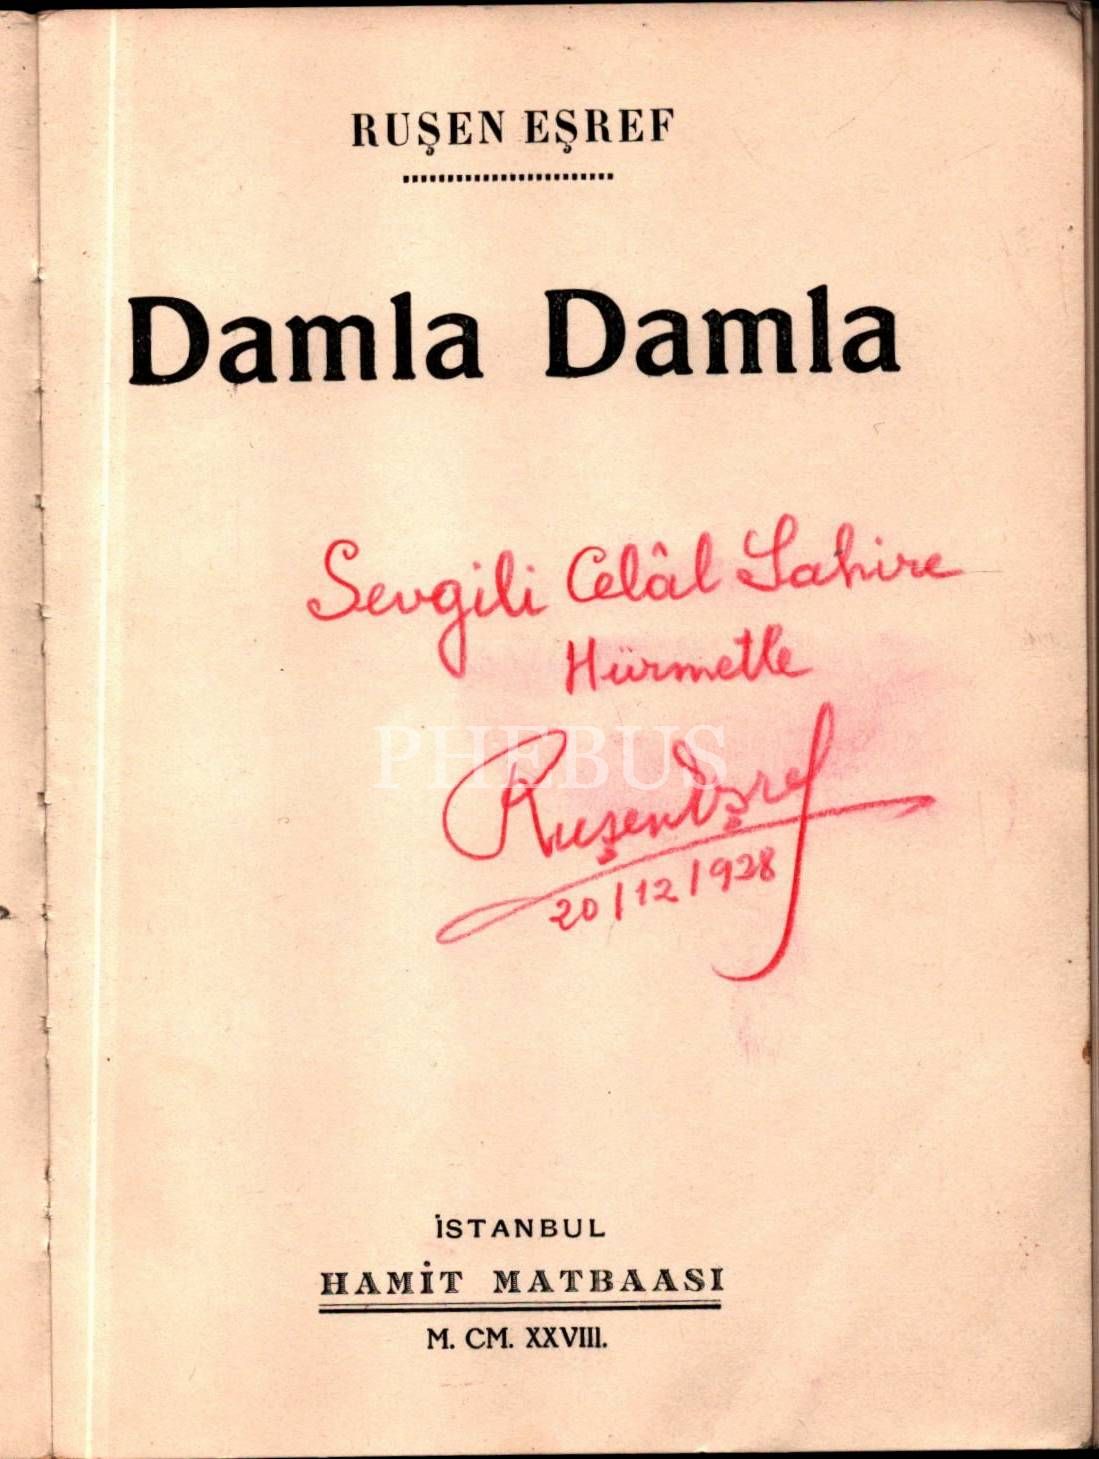 RUŞEN EŞREF
Damla Damla
Sevgili Celâl Sahire
Hürmetle
PHEBUS
Ruşen Eşref
20/12/1928
İSTANBUL
HAMİT MATBAASI
M. CM. XXVIII.